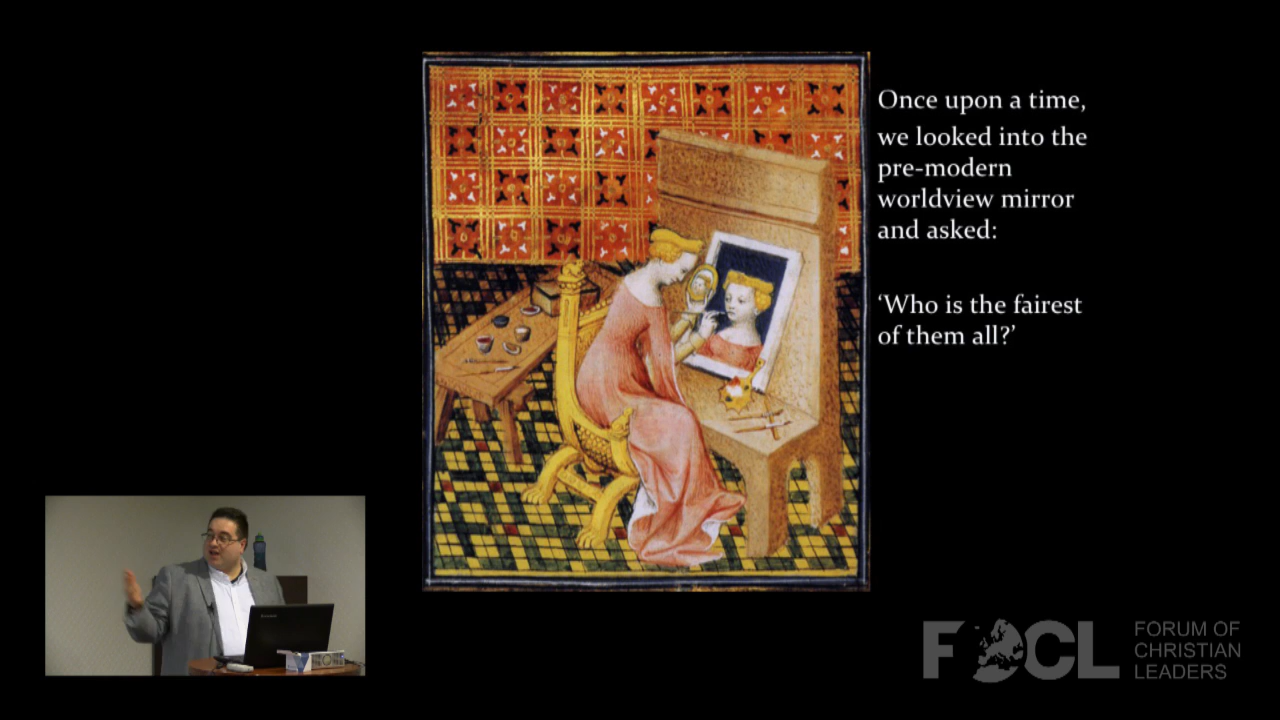 Once upon a time,
we looked into the
pre-modern
worldview mirror
and asked:
‘Who is the fairest
of them all?’
FOCL
FORUM OF
CHRISTIAN
LEADERS